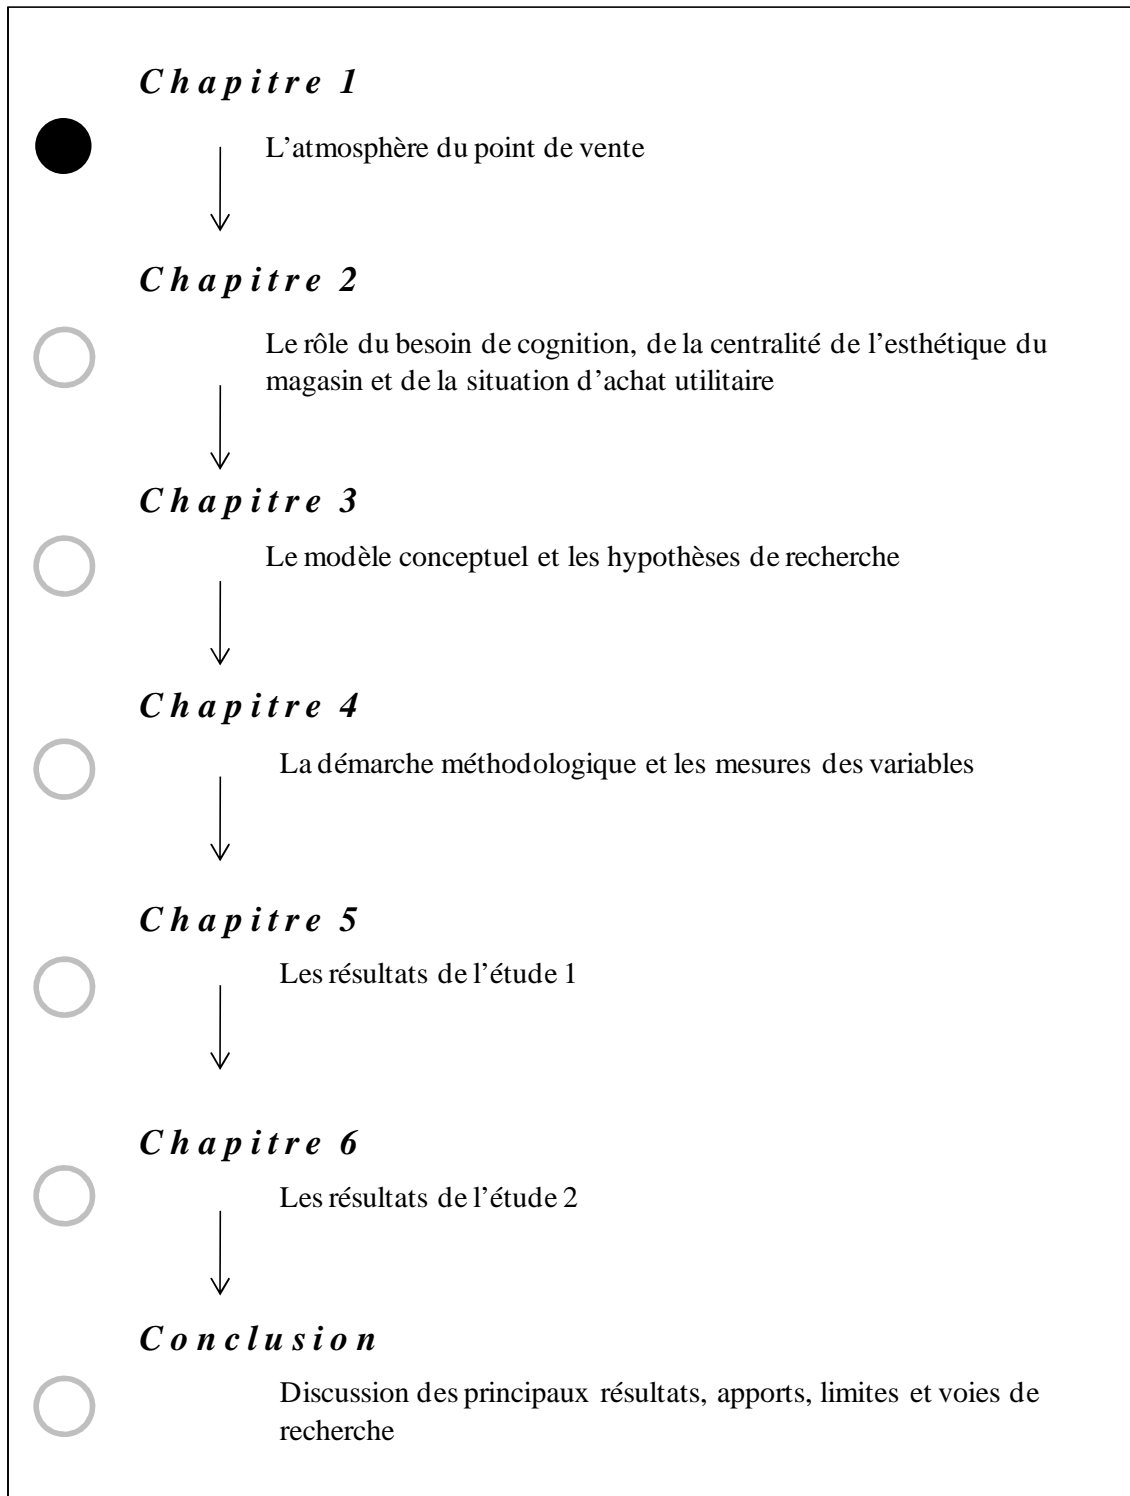 Chapitre 1
L’atmosphère du point de vente
Chapitre 2
Le rôle du besoin de cognition, de la centralité de l’esthétique du
magasin et de la situation d’achat utilitaire
Chapitre 3
Le modèle conceptuel et les hypothèses de recherche
Chapitre 4
La démarche méthodologique et les mesures des variables
Chapitre 5
Les résultats de l’étude 1
Chapitre 6
Les résultats de l’étude 2
Conclusion
Discussion des principaux résultats, apports, limites et voies de
recherche